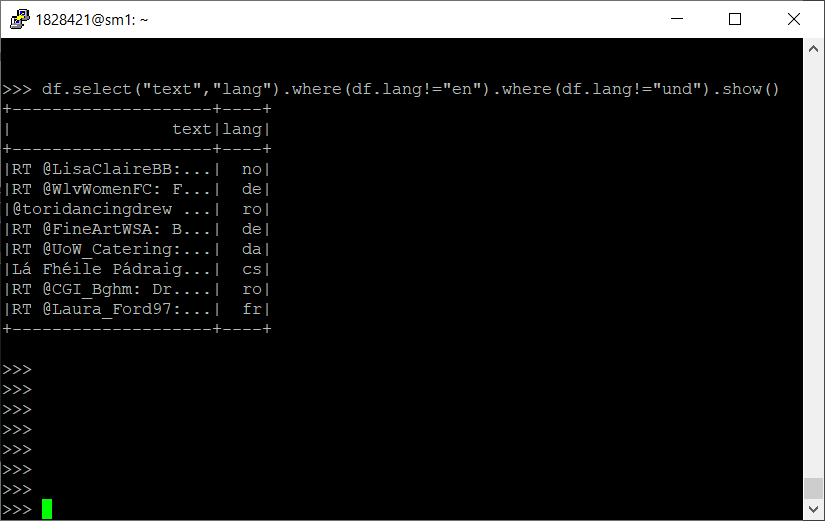 1828421@sm1: ~
>>> df.select("text","lang").where(df.lang!="en").where(df.lang!="und").show()
+--------------------+----+
|                text|lang|
+--------------------+----+
|RT @LisaClaireBB:...|  no|
|RT @WlvWomenFC: F...|  de|
|@toridancingdrew ...|  ro|
|RT @FineArtWSA: B...|  de|
|RT @UoW_Catering:...|  da|
|Lá Fhéile Pádraig...|  cs|
|RT @CGI_Bghm: Dr....|  ro|
|RT @Laura_Ford97:...|  fr|
+--------------------+----+
>>>
>>>
>>>
>>>
>>>
>>>
>>>
>>>